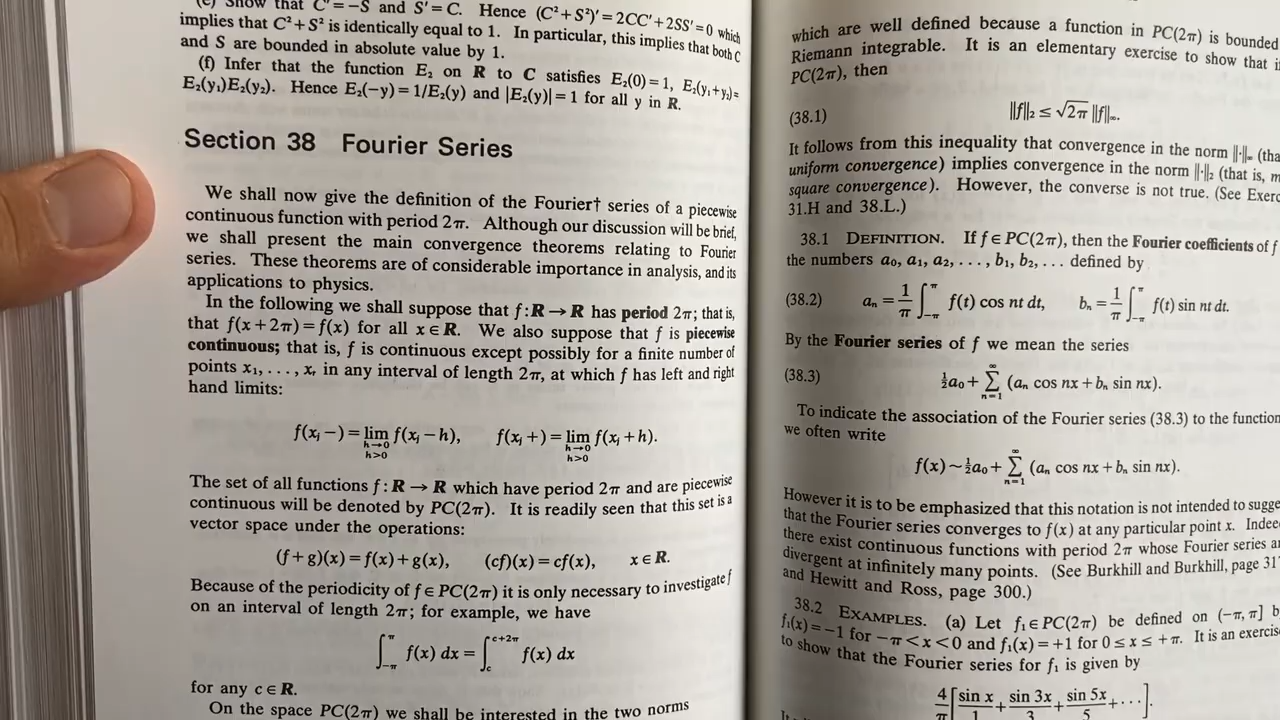 (e) Show that C'=−S and S'=C. Hence (C²+S²)'=2CC'+2SS'=0 which
implies that C²+S² is identically equal to 1. In particular, this implies that both C
and S are bounded in absolute value by 1.
(f) Infer that the function E₂ on R to C satisfies E₂(0)=1, E₂(y₁+y₂)=
E₂(y₁)E₂(y₂). Hence E₂(−y)=1/E₂(y) and |E₂(y)|=1 for all y in R.
Section 38 Fourier Series
We shall now give the definition of the Fourier† series of a piecewise
continuous function with period 2π. Although our discussion will be brief,
we shall present the main convergence theorems relating to Fourier
series. These theorems are of considerable importance in analysis, and its
applications to physics.
In the following we shall suppose that f:R→R has period 2π; that is,
that f(x+2π)=f(x) for all x∈R. We also suppose that f is piecewise
continuous; that is, f is continuous except possibly for a finite number of
points x₁,..., xᵣ in any interval of length 2π, at which f has left and right
hand limits:
f(xⱼ−)=lim f(xⱼ−h), f(xⱼ+)=lim f(xⱼ+h).
h→0 h→0
h>0 h>0
The set of all functions f:R→R which have period 2π and are piecewise
continuous will be denoted by PC(2π). It is readily seen that this set is a
vector space under the operations:
(f+g)(x)=f(x)+g(x), (cf)(x)=cf(x), x∈R.
Because of the periodicity of f∈PC(2π) it is only necessary to investigate f
on an interval of length 2π; for example, we have
∫_{−π}^{π} f(x) dx = ∫_{c}^{c+2π} f(x) dx
for any c∈R.
On the space PC(2π) we shall be interested in the two norms
which are well defined because a function in PC(2π) is bounded
Riemann integrable. It is an elementary exercise to show that
PC(2π), then
(38.1) ‖f‖₂ ≤ √2π ‖f‖∞.
It follows from this inequality that convergence in the norm ‖·‖∞ (tha
uniform convergence) implies convergence in the norm ‖·‖₂ (that is, m
square convergence). However, the converse is not true. (See Exerc
31.H and 38.L.)
38.1 DEFINITION. If f∈PC(2π), then the Fourier coefficients of f
the numbers a₀, a₁, a₂, ..., b₁, b₂, ... defined by
(38.2) aₙ = 1/π ∫_{−π}^{π} f(t) cos nt dt, bₙ = 1/π ∫_{−π}^{π} f(t) sin nt dt.
By the Fourier series of f we mean the series
(38.3) ½a₀ + ∑_{n=1}^{∞} (aₙ cos nx + bₙ sin nx).
To indicate the association of the Fourier series (38.3) to the function
we often write
f(x) ~ ½a₀ + ∑_{n=1}^{∞} (aₙ cos nx + bₙ sin nx).
However it is to be emphasized that this notation is not intended to sugge
that the Fourier series converges to f(x) at any particular point x. Indee
there exist continuous functions with period 2π whose Fourier series a
divergent at infinitely many points. (See Burkhill and Burkhill, page 31
and Hewitt and Ross, page 300.)
38.2 EXAMPLES. (a) Let f₁∈PC(2π) be defined on (−π, π] b
f₁(x)=−1 for −π<x<0 and f₁(x)=+1 for 0≤x≤+π. It is an exercise
to show that the Fourier series for f₁ is given by
4/π [sin x/1 + sin 3x/3 + sin 5x/5 + ···].